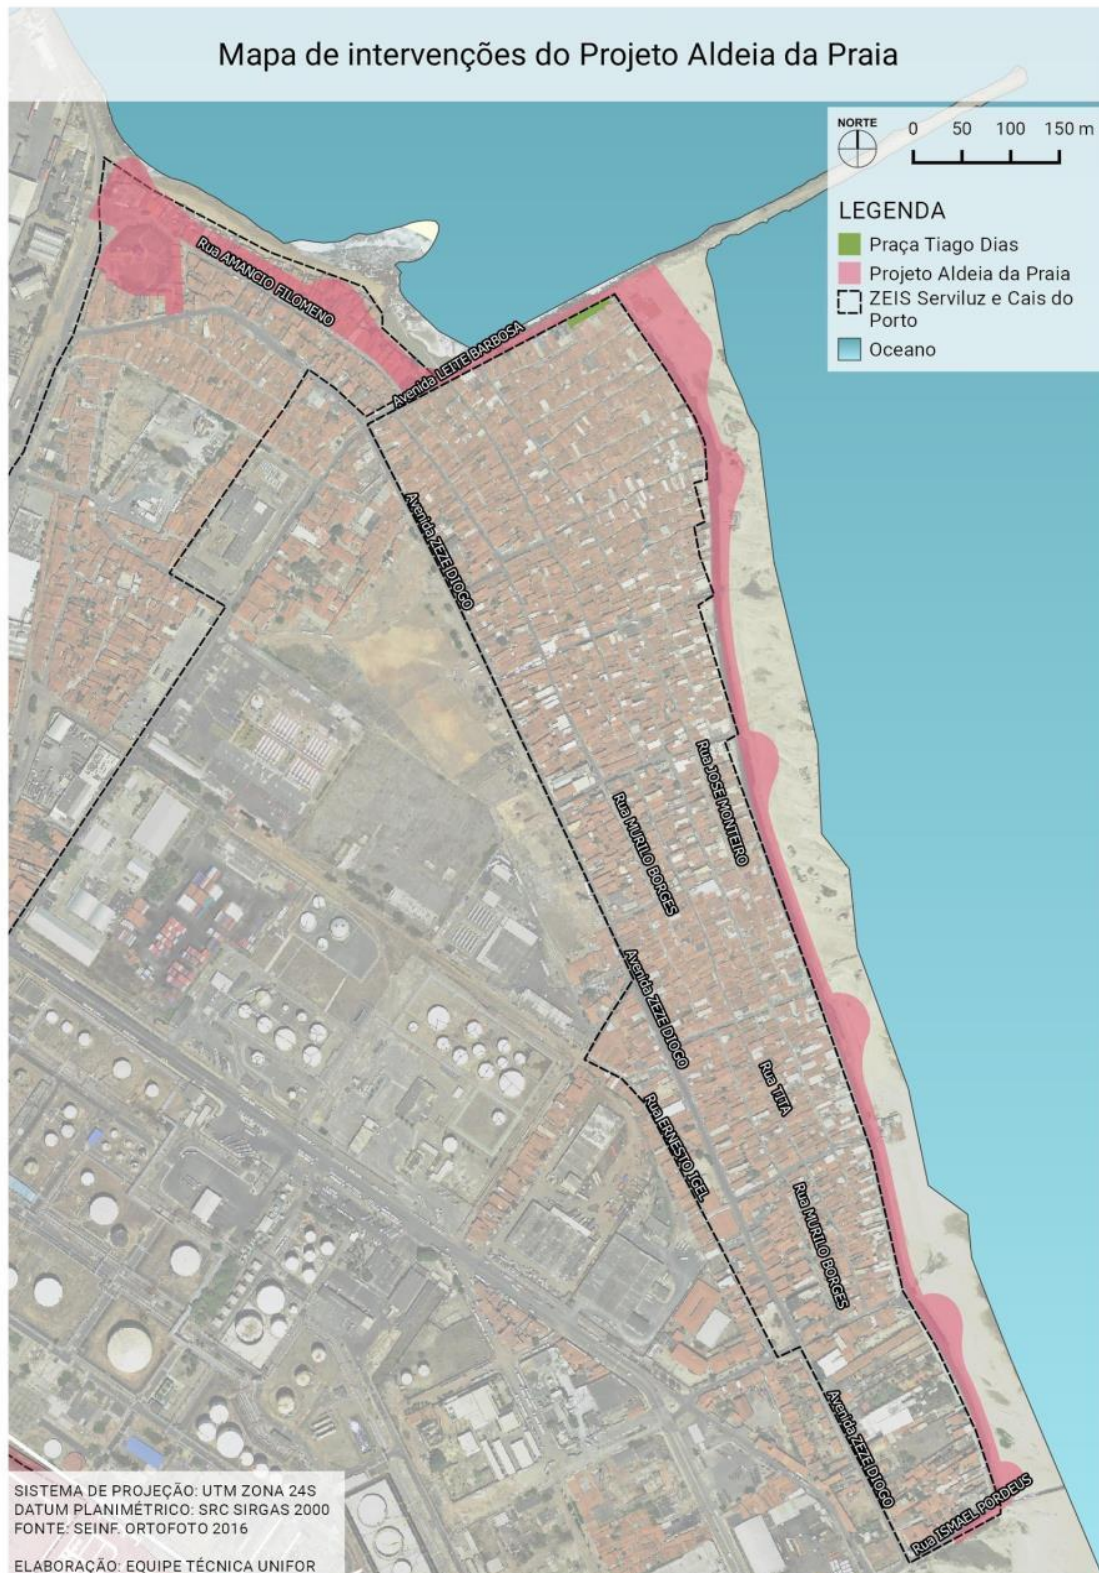 Mapa de intervenções do Projeto Aldeia da Praia
NORTE
0 50 100 150 m
LEGENDA
Praça Tiago Dias
Projeto Aldeia da Praia
ZEIS Serviluz e Cais do
Porto
Oceano
Rua AMANCIO FILOMENO
Avenida LEITE BARBOSA
Avenida ZEZE DIOGO
Rua JOSE MONTEIRO
Rua MURILO BORGES
Avenida ZEZE DIOGO
Rua TITA
Rua ERNESTO IGEL
Rua MURILO BORGES
Avenida ZEZE DIOGO
Rua ISMAEL PORDEUS
SISTEMA DE PROJEÇÃO: UTM ZONA 24S
DATUM PLANIMÉTRICO: SRC SIRGAS 2000
FONTE: SEINF. ORTOFOTO 2016
ELABORAÇÃO: EQUIPE TÉCNICA UNIFOR